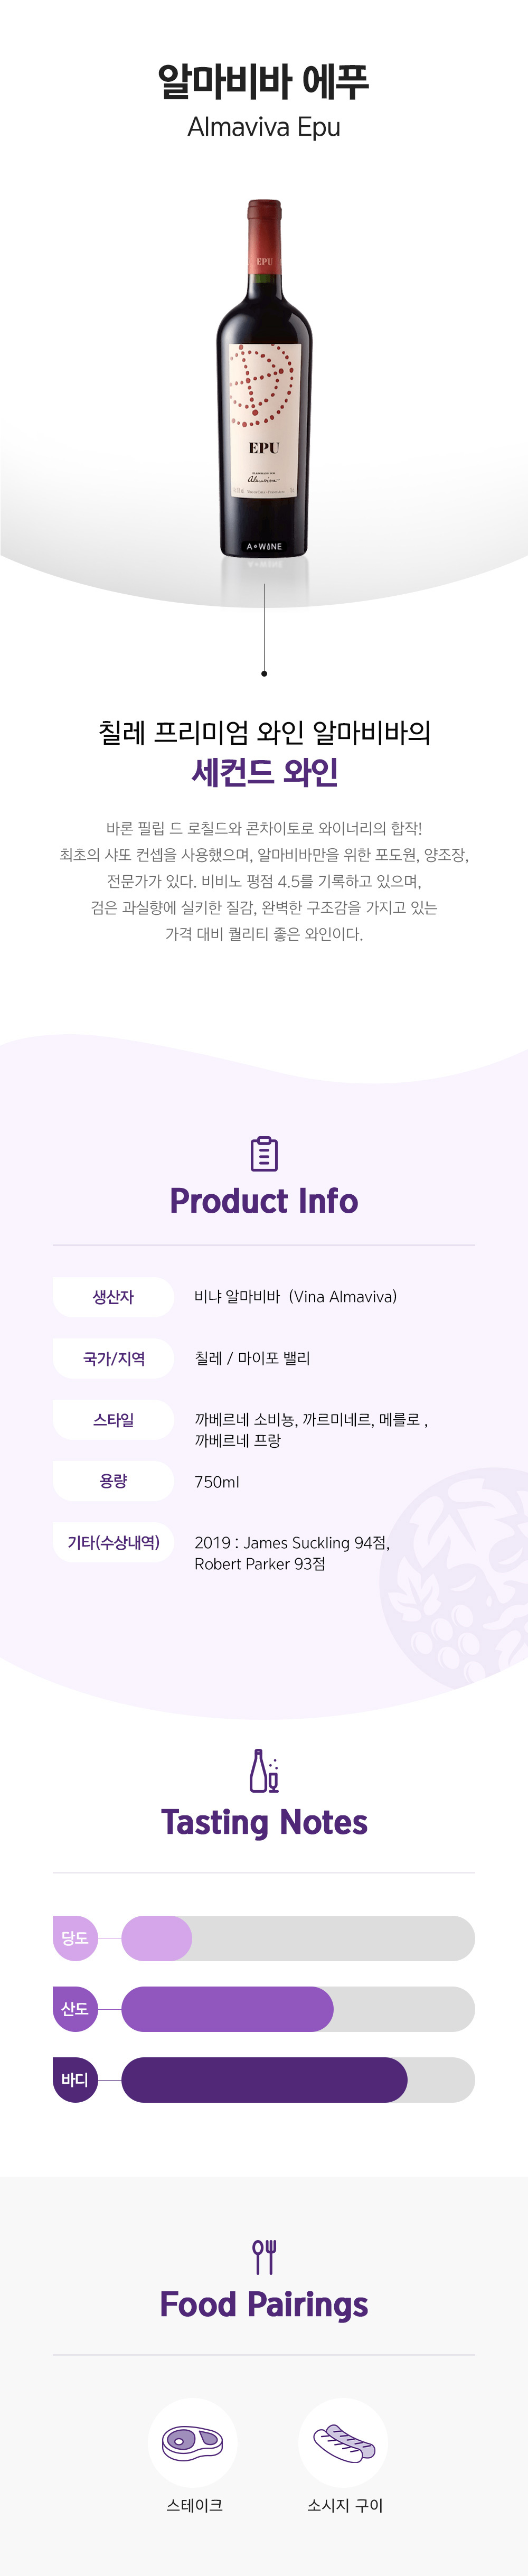 알마비바 에푸
Almaviva Epu
EPU
EPU
Almaviva
A WINE
칠레 프리미엄 와인 알마비바의
세컨드 와인
바론 필립 드 로칠드와 콘차이토로 와이너리의 합작!
최초의 샤또 컨셉을 사용했으며, 알마비바만을 위한 포도원, 양조장,
전문가가 있다. 비비노 평점 4.5를 기록하고 있으며,
검은 과실향에 실키한 질감, 완벽한 구조감을 가지고 있는
가격 대비 퀄리티 좋은 와인이다.
Product Info
생산자 비냐 알마비바 (Vina Almaviva)
국가/지역 칠레 / 마이포 밸리
스타일 까베르네 소비뇽, 까르미네르, 메를로 ,
까베르네 프랑
용량 750ml
기타(수상내역) 2019 : James Suckling 94점,
Robert Parker 93점
Tasting Notes
당도
산도
바디
Food Pairings
스테이크 소시지 구이